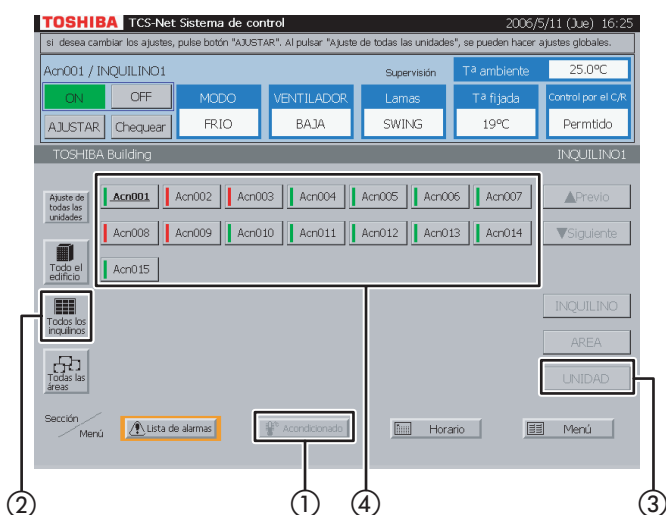 TOSHIBA TCS-Net Sistema de control 2006/5/11 (Jue) 16:25
si desea cambiar los ajustes, pulse botón "AJUSTAR". Al pulsar "Ajuste de todas las unidades", se pueden hacer ajustes globales.
Acn001 / INQUILINO1 Supervisión Tª ambiente 25.0ºC
ON OFF MODO VENTILADOR Lamas Tª fijada Control por el C/R
AJUSTAR Chequear FRIO BAJA SWING 19ºC Permtido
TOSHIBA Building INQUILINO1
Ajuste de
todas las
unidades
Acn001 Acn002 Acn003 Acn004 Acn005 Acn006 Acn007
▲Previo
Acn008 Acn009 Acn010 Acn011 Acn012 Acn013 Acn014
▼Siguiente
Todo el
edificio
Acn015
Todos los
inquilinos
INQUILINO
AREA
Todas las
áreas
UNIDAD
Sección
Menú
Lista de alarmas
Acondicionado
Horario
Menú
② ① ④ ③